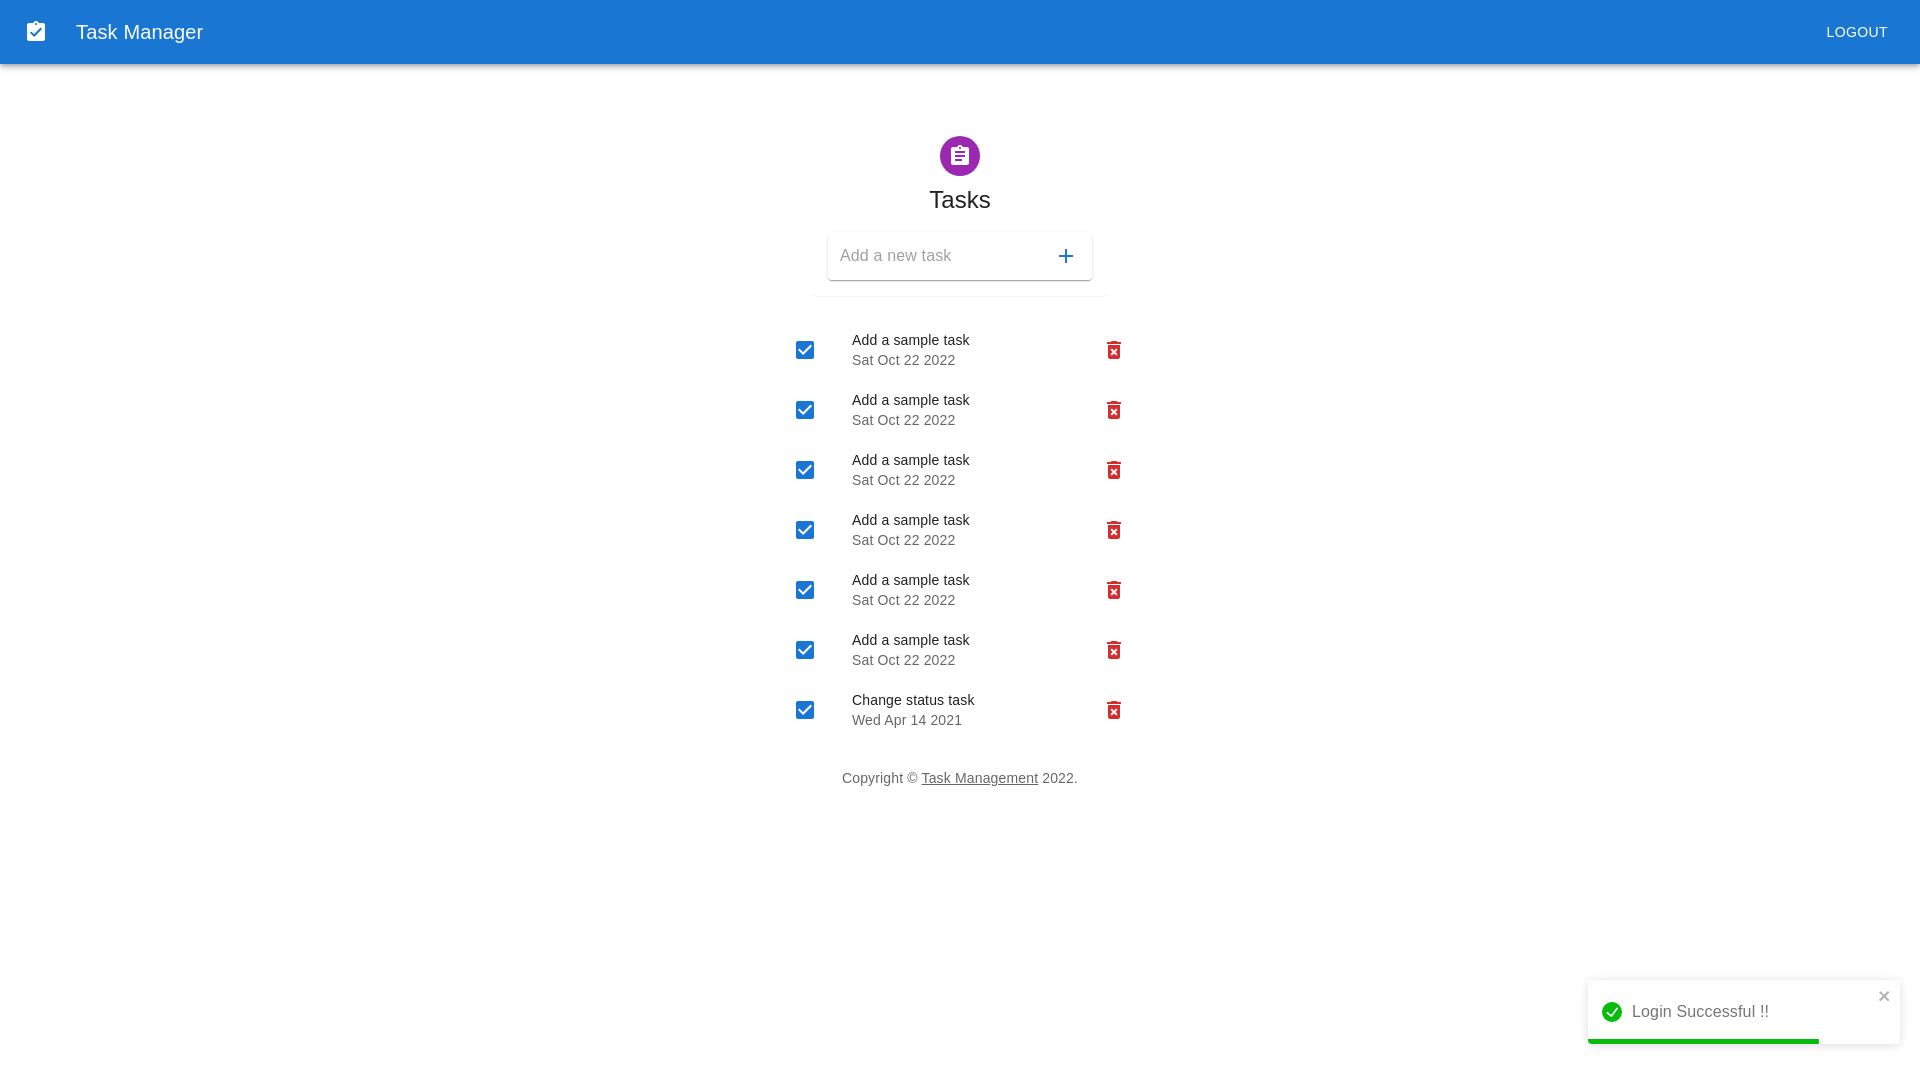 Task Manager
LOGOUT
Tasks
Add a new task
Add a sample task
Sat Oct 22 2022
Add a sample task
Sat Oct 22 2022
Add a sample task
Sat Oct 22 2022
Add a sample task
Sat Oct 22 2022
Add a sample task
Sat Oct 22 2022
Add a sample task
Sat Oct 22 2022
Change status task
Wed Apr 14 2021
Copyright © Task Management 2022.
Login Successful !!